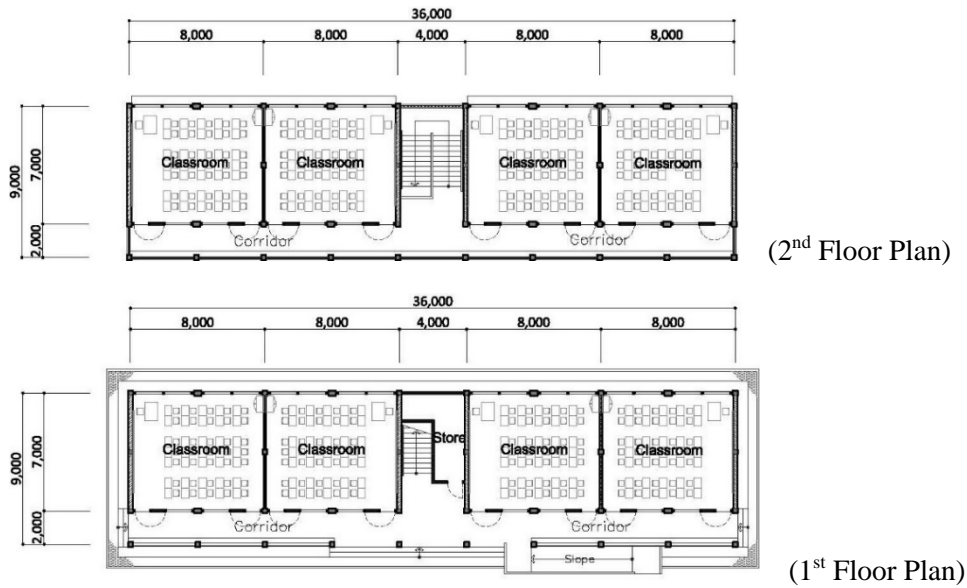 36,000
8,000 8,000 4,000 8,000 8,000
9,000
7,000
2,000
Classroom Classroom Classroom Classroom
Corridor Corridor
(2nd Floor Plan)
36,000
8,000 8,000 4,000 8,000 8,000
9,000
7,000
2,000
Store
Classroom Classroom Classroom Classroom
Corridor Corridor
Slope
(1st Floor Plan)